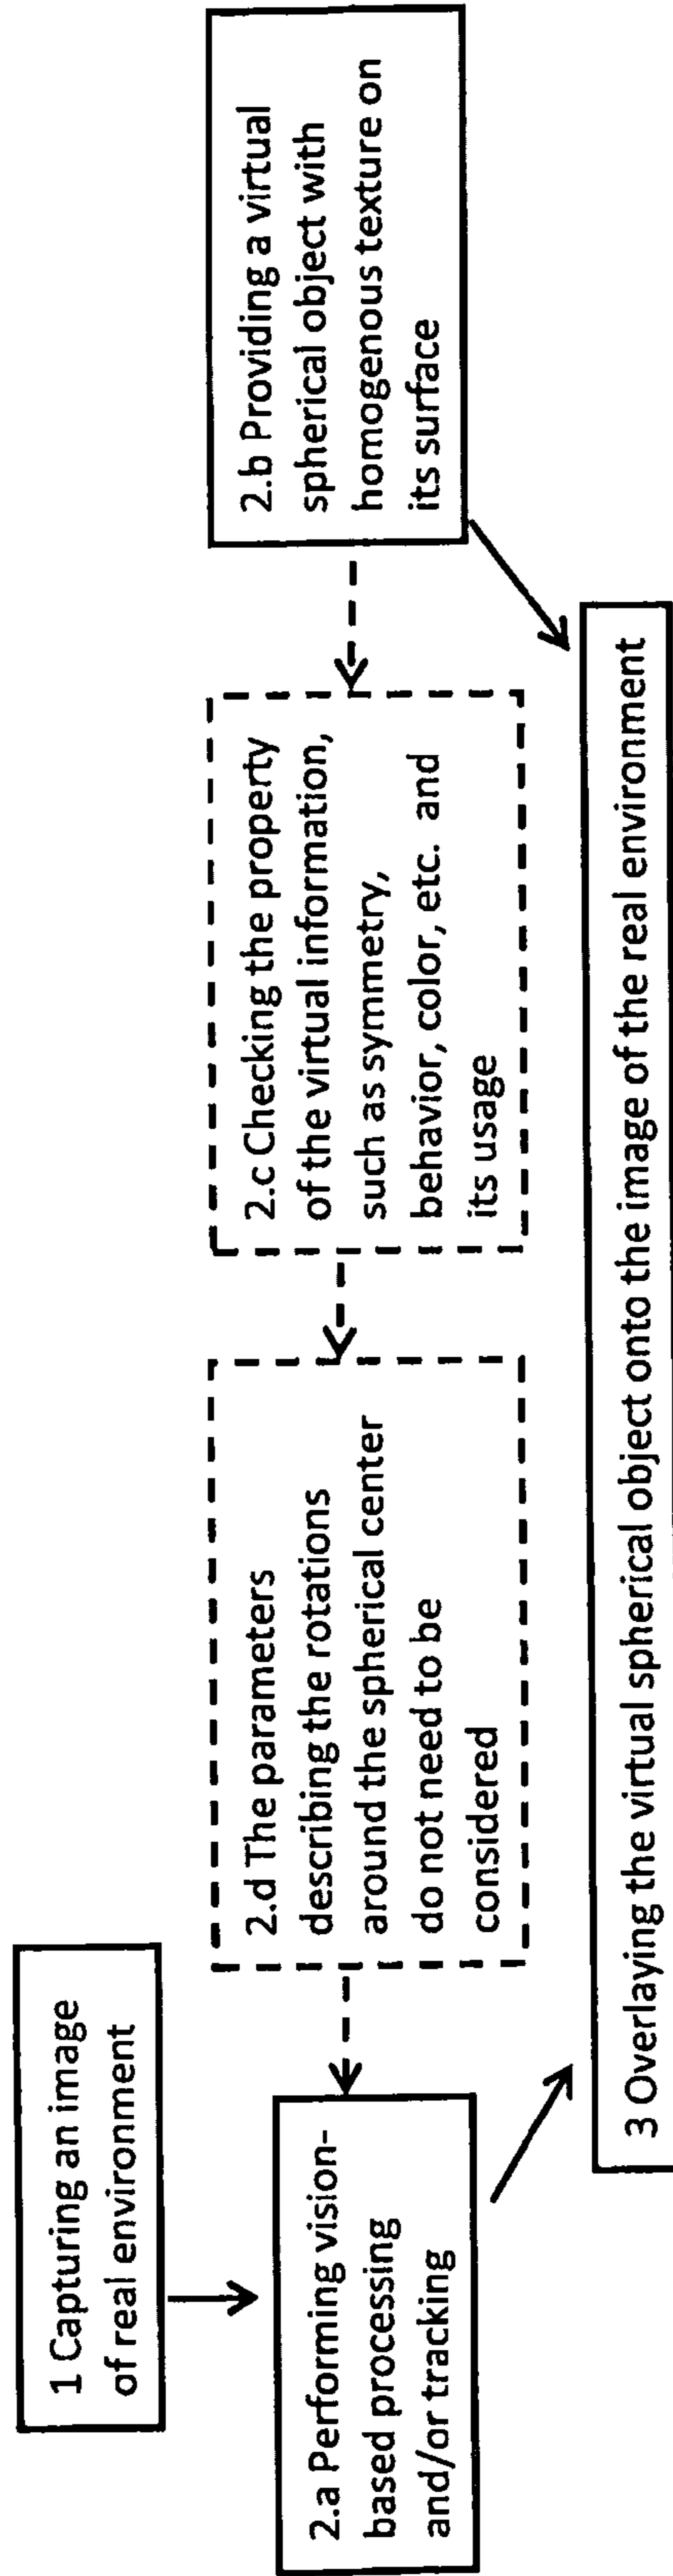 1 Capturing an image
of real environment
2.a Performing vision-
based processing
and/or tracking
2.d The parameters
describing the rotations
around the spherical center
do not need to be
considered
2.c Checking the property
of the virtual information,
such as symmetry,
behavior, color, etc. and
its usage
2.b Providing a virtual
spherical object with
homogenous texture on
its surface
3 Overlaying the virtual spherical object onto the image of the real environment